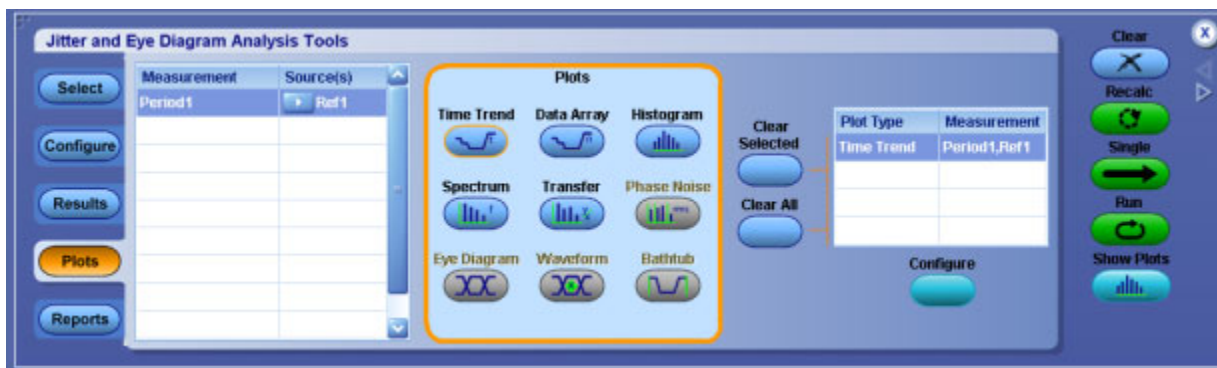 Jitter and Eye Diagram Analysis Tools
Select
Configure
Results
Plots
Reports
Measurement Source(s)
Period1 Ref1
Plots
Time Trend Data Array Histogram
Spectrum Transfer Phase Noise
Eye Diagram Waveform Bathtub
Clear Selected
Clear All
Plot Type Measurement
Time Trend Period1,Ref1
Configure
Clear
Recalc
Single
Run
Show Plots
X